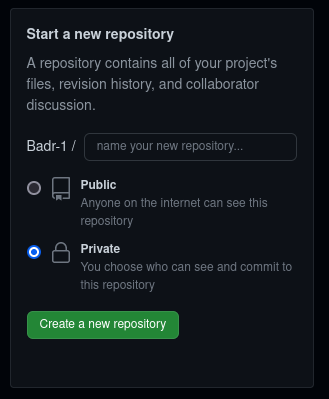 Start a new repository
A repository contains all of your project's
files, revision history, and collaborator
discussion.
Badr-1 / name your new repository...
Public
Anyone on the internet can see this
repository
Private
You choose who can see and commit to
this repository
Create a new repository